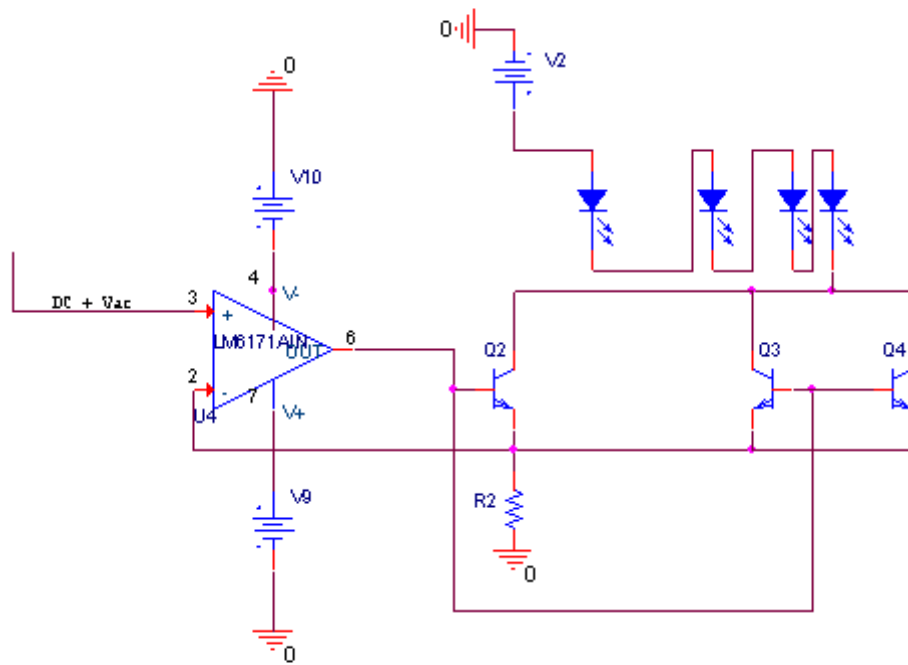 0
V2
0
V10
4
V-
DC + Vac
3
+
LM6171AIN
OUT
6
2
-
7
U4
V+
Q2
Q3
Q4
V9
R2
0
0